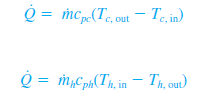 Q̇ = ṁcpc(Tc, out − Tc, in)
Q̇ = ṁhcph(Th, in − Th, out)